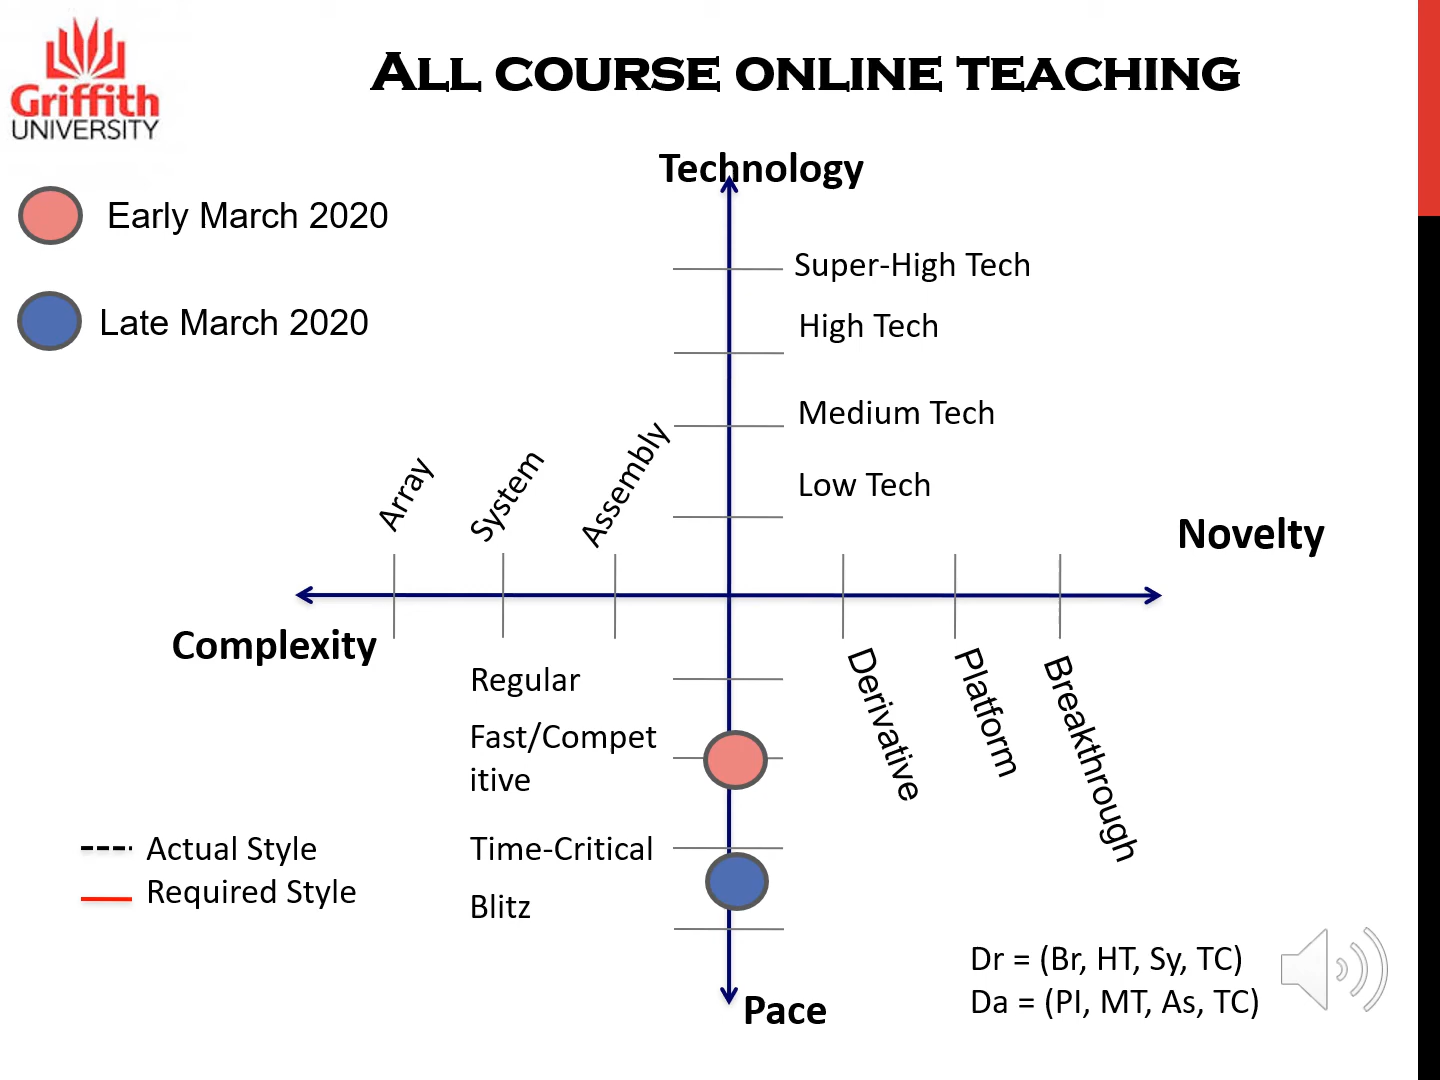 Griffith
UNIVERSITY
ALL COURSE ONLINE TEACHING
Technology
Early March 2020
Late March 2020
Super-High Tech
High Tech
Medium Tech
Low Tech
Array
System
Assembly
Novelty
Complexity
Regular
Fast/Compet
itive
Time-Critical
Blitz
Derivative
Platform
Breakthrough
Actual Style
Required Style
Pace
Dr = (Br, HT, Sy, TC)
Da = (Pl, MT, As, TC)